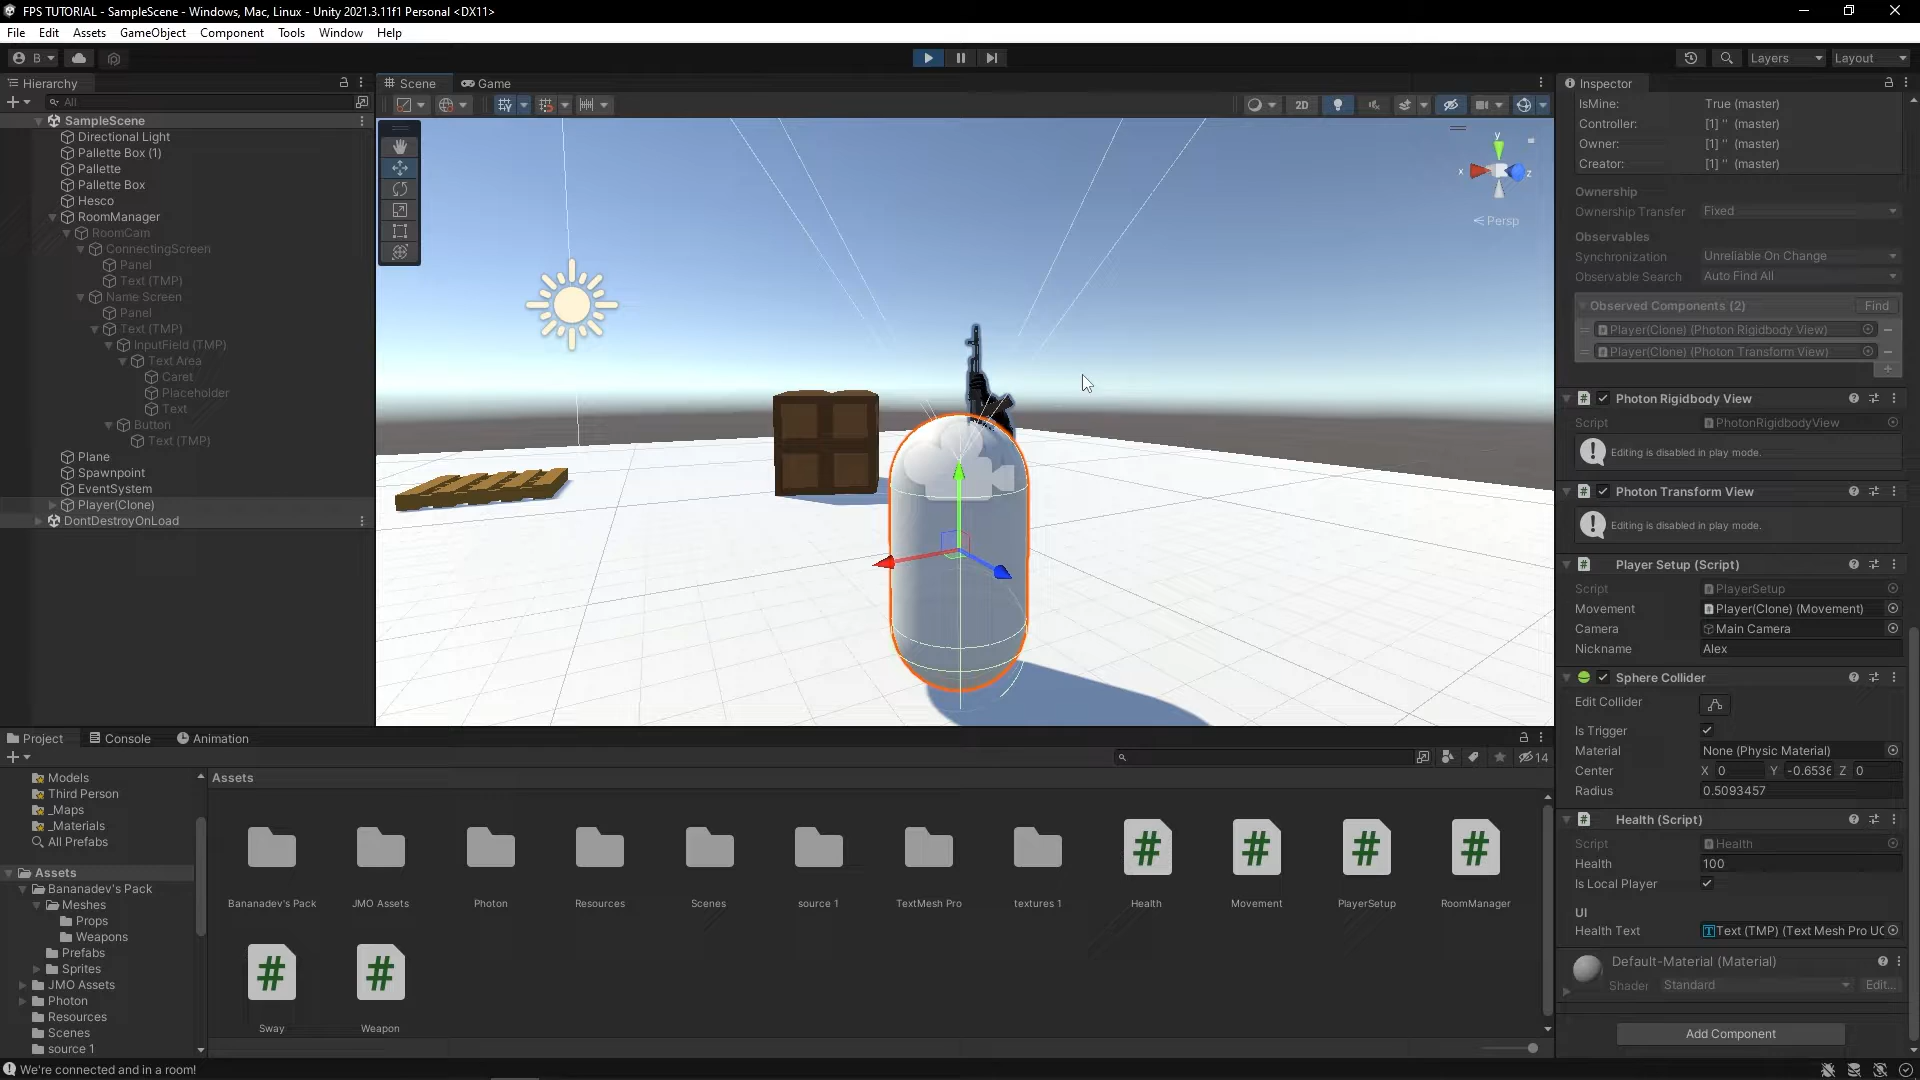 FPS TUTORIAL - SampleScene - Windows, Mac, Linux - Unity 2021.3.11f1 Personal <DX11>
File Edit Assets GameObject Component Tools Window Help
B
Layers Layout
Hierarchy
All
SampleScene
Directional Light
Pallette Box (1)
Pallette
Pallette Box
Hesco
RoomManager
RoomCam
ConnectingScreen
Panel
Text (TMP)
Name Screen
Panel
Text (TMP)
InputField (TMP)
Text Area
Caret
Placeholder
Text
Button
Text (TMP)
Plane
Spawnpoint
EventSystem
Player(Clone)
DontDestroyOnLoad
Scene Game
2D
y
x
z
Persp
Inspector
IsMine: True (master)
Controller: [1] '' (master)
Owner: [1] '' (master)
Creator: [1] '' (master)
Ownership
Ownership Transfer Fixed
Observables
Synchronization Unreliable On Change
Observable Search Auto Find All
Observed Components (2) Find
Player(Clone) (Photon Rigidbody View)
Player(Clone) (Photon Transform View)
Photon Rigidbody View
Script PhotonRigidbodyView
Editing is disabled in play mode.
Photon Transform View
Editing is disabled in play mode.
Player Setup (Script)
Script PlayerSetup
Movement Player(Clone) (Movement)
Camera Main Camera
Nickname Alex
Sphere Collider
Edit Collider
Is Trigger
Material None (Physic Material)
Center X 0 Y -0.6536 Z 0
Radius 0.5093457
Health (Script)
Script Health
Health 100
Is Local Player
UI
Health Text Text (TMP) (Text Mesh Pro UG
Default-Material (Material)
Shader Standard Edit...
Add Component
Project Console Animation
14
Models
Third Person
_Maps
_Materials
All Prefabs
Assets
Bananadev's Pack
Meshes
Props
Weapons
Prefabs
Sprites
JMO Assets
Photon
Resources
Scenes
source 1
Assets
Bananadev's Pack JMO Assets Photon Resources Scenes source 1 TextMesh Pro textures 1 Health Movement PlayerSetup RoomManager
Sway Weapon
We're connected and in a room!